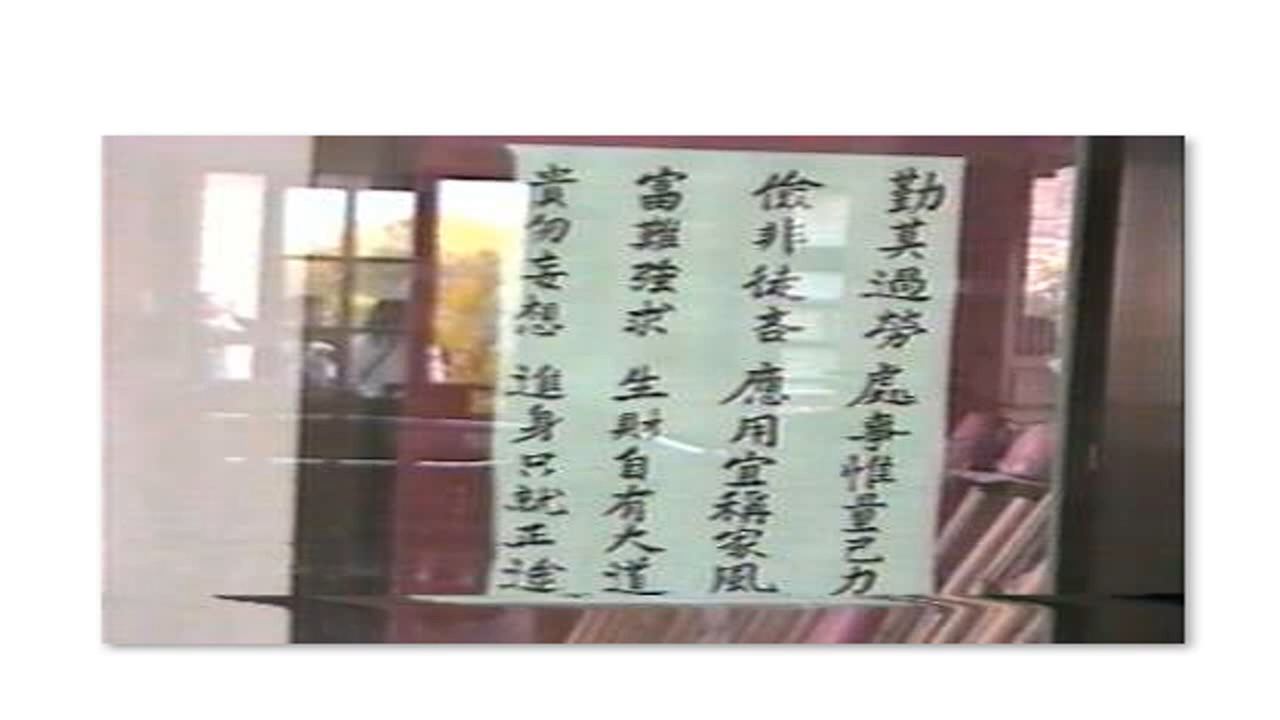 勤莫過勞 處事惟量己力
儉非徒吝 應用宜稱家風
富難強求 生財自有大道
貴勿妄想 進身只就正途